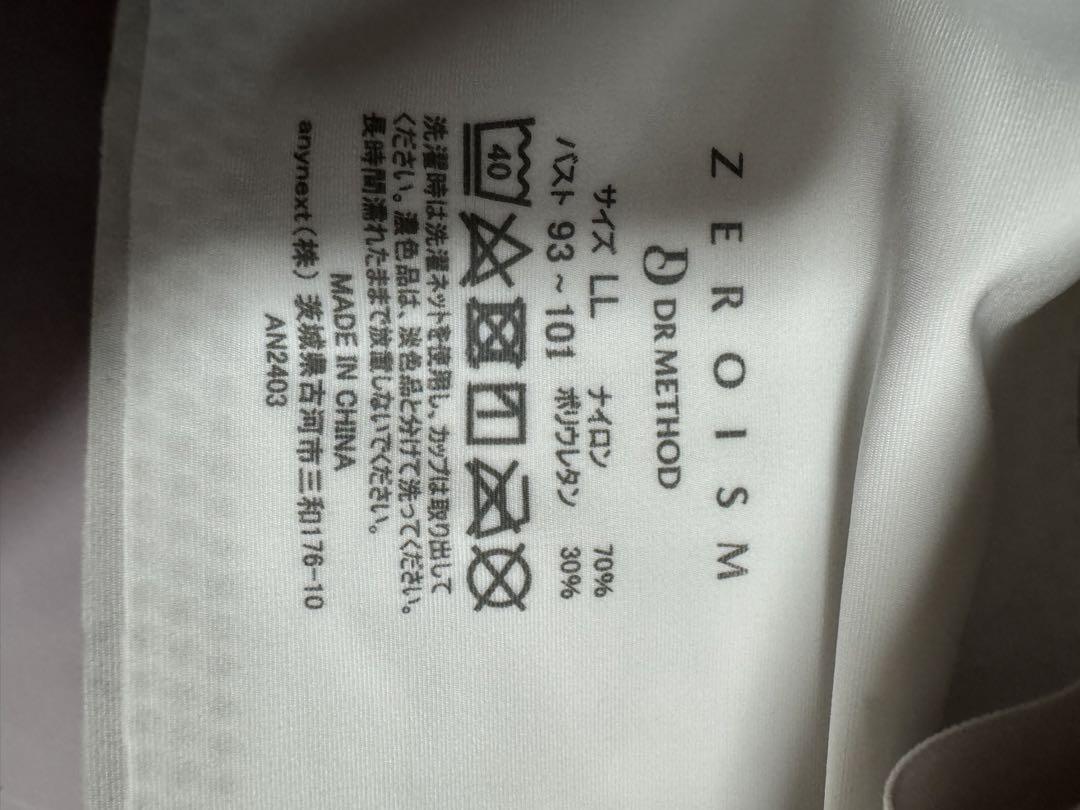 ZEROISM
DR METHOD
サイズ LL ナイロン 70%
バスト 93~101 ポリウレタン 30%
40
洗濯時は洗濯ネットを使用し、カップは取り出して
ください。濃色品は、淡色品と分けて洗ってください。
長時間濡れたままで放置しないでください。
MADE IN CHINA
anynext(株) 茨城県古河市三和176-10
AN2403